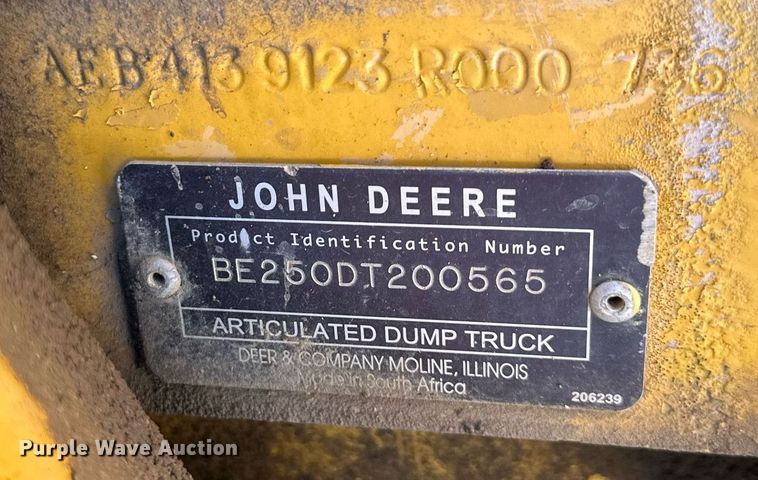 AEB413 9123 R000 736
JOHN DEERE
Product Identification Number
BE250DT200565
ARTICULATED DUMP TRUCK
DEER & COMPANY MOLINE, ILLINOIS
Made in South Africa
206239
Purple Wave Auction